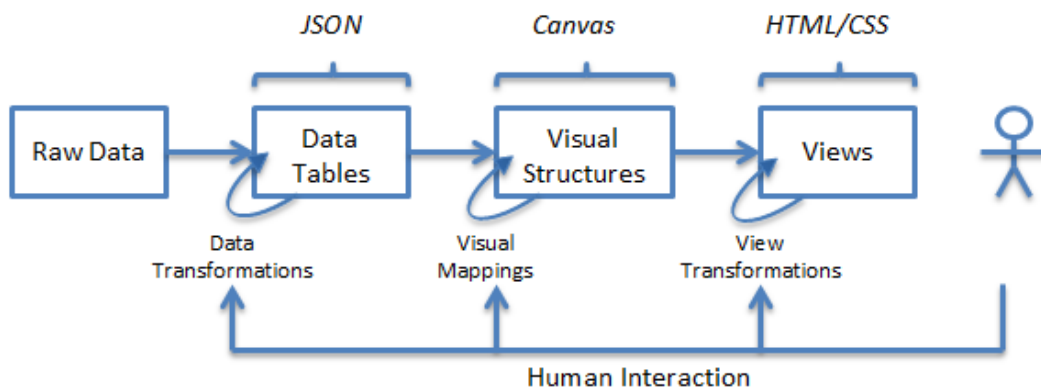 JSON
Canvas
HTML/CSS
Raw Data
Data
Tables
Visual
Structures
Views
Data
Transformations
Visual
Mappings
View
Transformations
Human Interaction